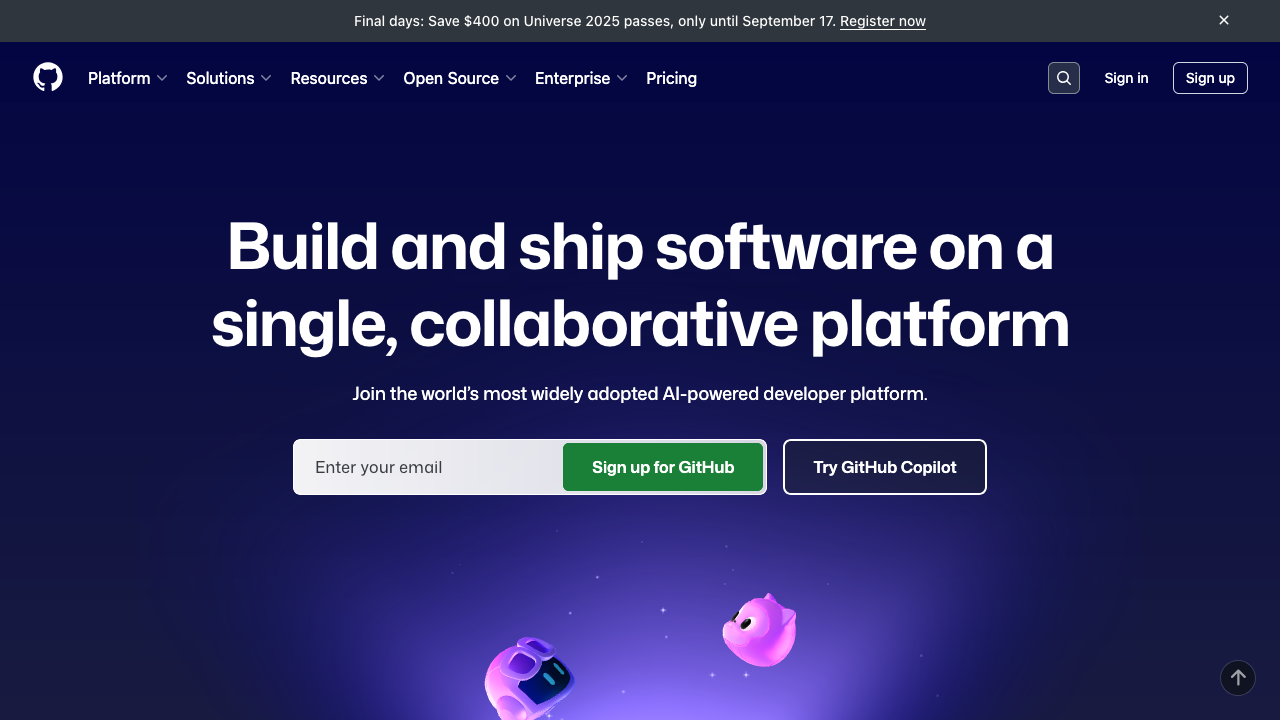 Final days: Save $400 on Universe 2025 passes, only until September 17. Register now
Platform
Solutions
Resources
Open Source
Enterprise
Pricing
Sign in
Sign up
Build and ship software on a
single, collaborative platform
Join the world’s most widely adopted AI-powered developer platform.
Enter your email
Sign up for GitHub
Try GitHub Copilot